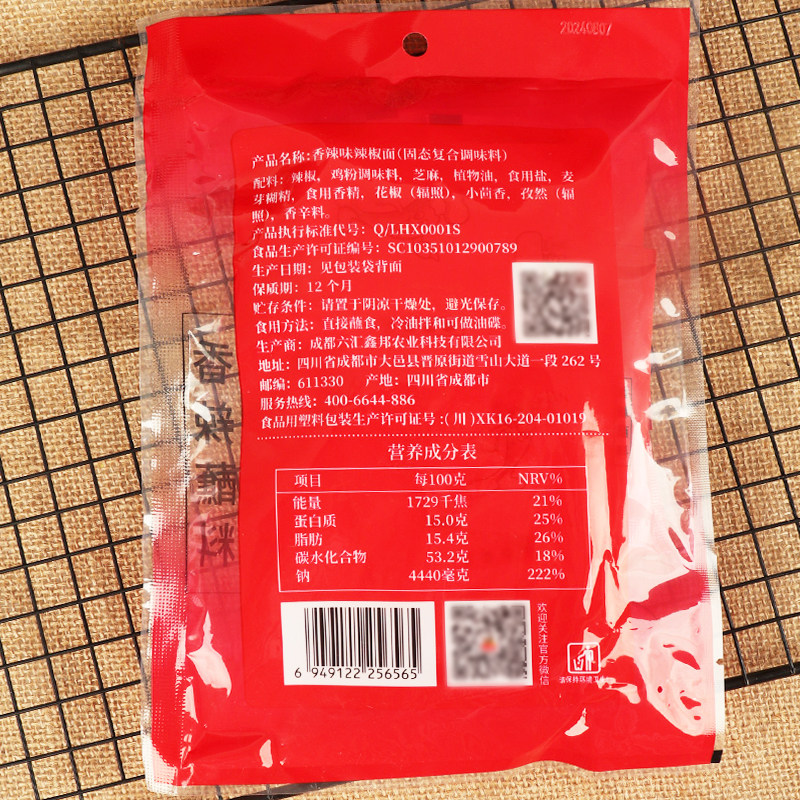 20240807
产品名称:香辣味辣椒面(固态复合调味料)
配料: 辣椒, 鸡粉调味料, 芝麻, 植物油, 食用盐, 麦
芽糊精, 食用香精, 花椒 (辐照), 小茴香, 孜然 (辐
照), 香辛料。
产品执行标准代号: Q/LHX0001S
食品生产许可证编号: SC10351012900789
生产日期: 见包装袋背面
保质期: 12 个月
贮存条件: 请置于阴凉干燥处, 避光保存。
食用方法: 直接蘸食, 冷油拌和可做油碟。
生产商: 成都六汇鑫邦农业科技有限公司
地址: 四川省成都市大邑县晋原街道雪山大道一段 262 号
邮编: 611330 产地: 四川省成都市
服务热线: 400-6644-886
食品用塑料包装生产许可证号 :( 川 )XK16-204-01019
营养成分表
项目 每100克 NRV%
能量 1729千焦 21%
蛋白质 15.0克 25%
脂肪 15.4克 26%
碳水化合物 53.2克 18%
钠 4440毫克 222%
6 949122 256565
欢迎关注官方微信